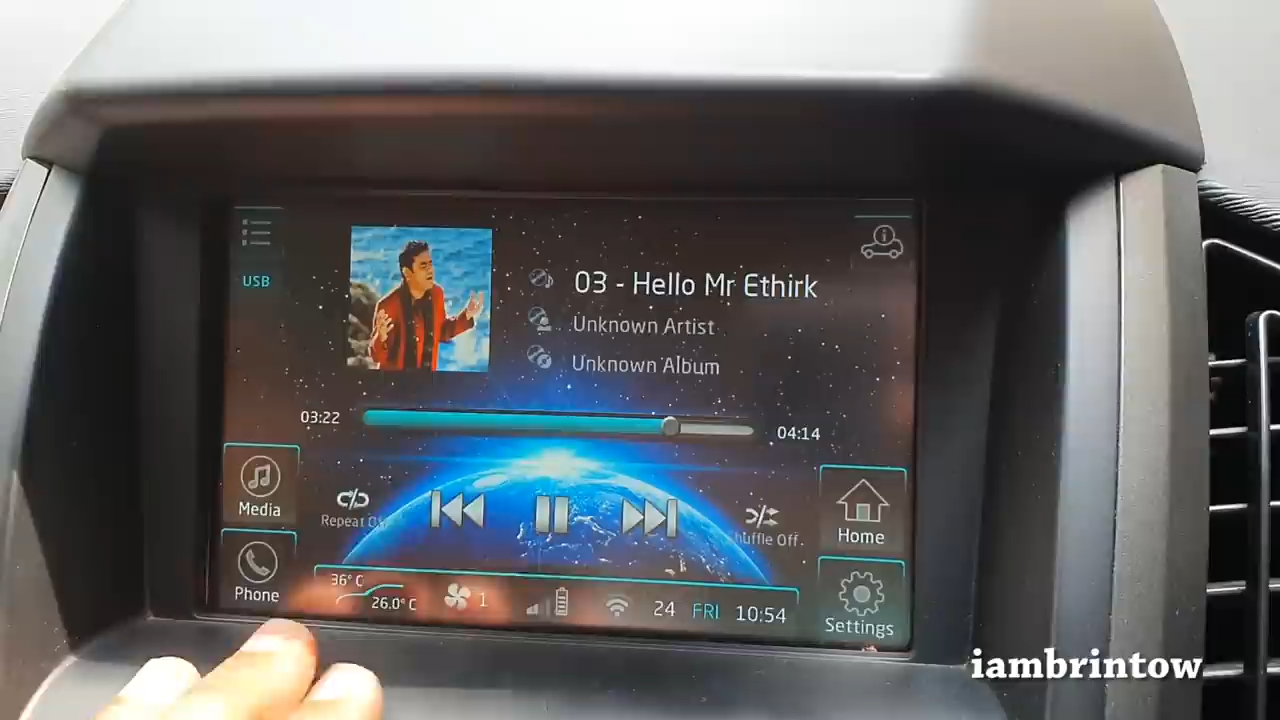 USB
03 - Hello Mr Ethirk
Unknown Artist
Unknown Album
03:22
04:14
Media
Repeat
Shuffle Off.
Home
Phone
36° C
26.0° C
1
24 FRI 10:54
Settings
iambrintow